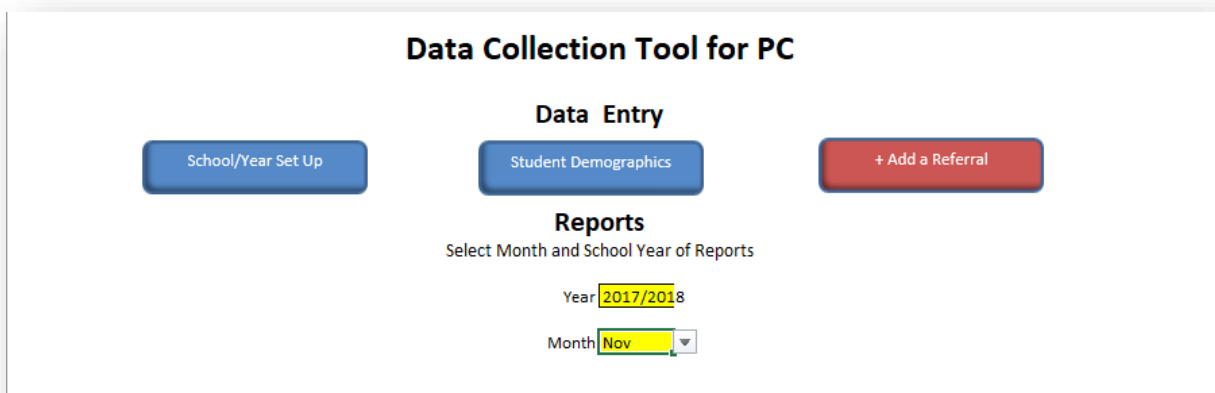 Data Collection Tool for PC
Data Entry
School/Year Set Up
Student Demographics
+ Add a Referral
Reports
Select Month and School Year of Reports
Year 2017/2018
Month Nov